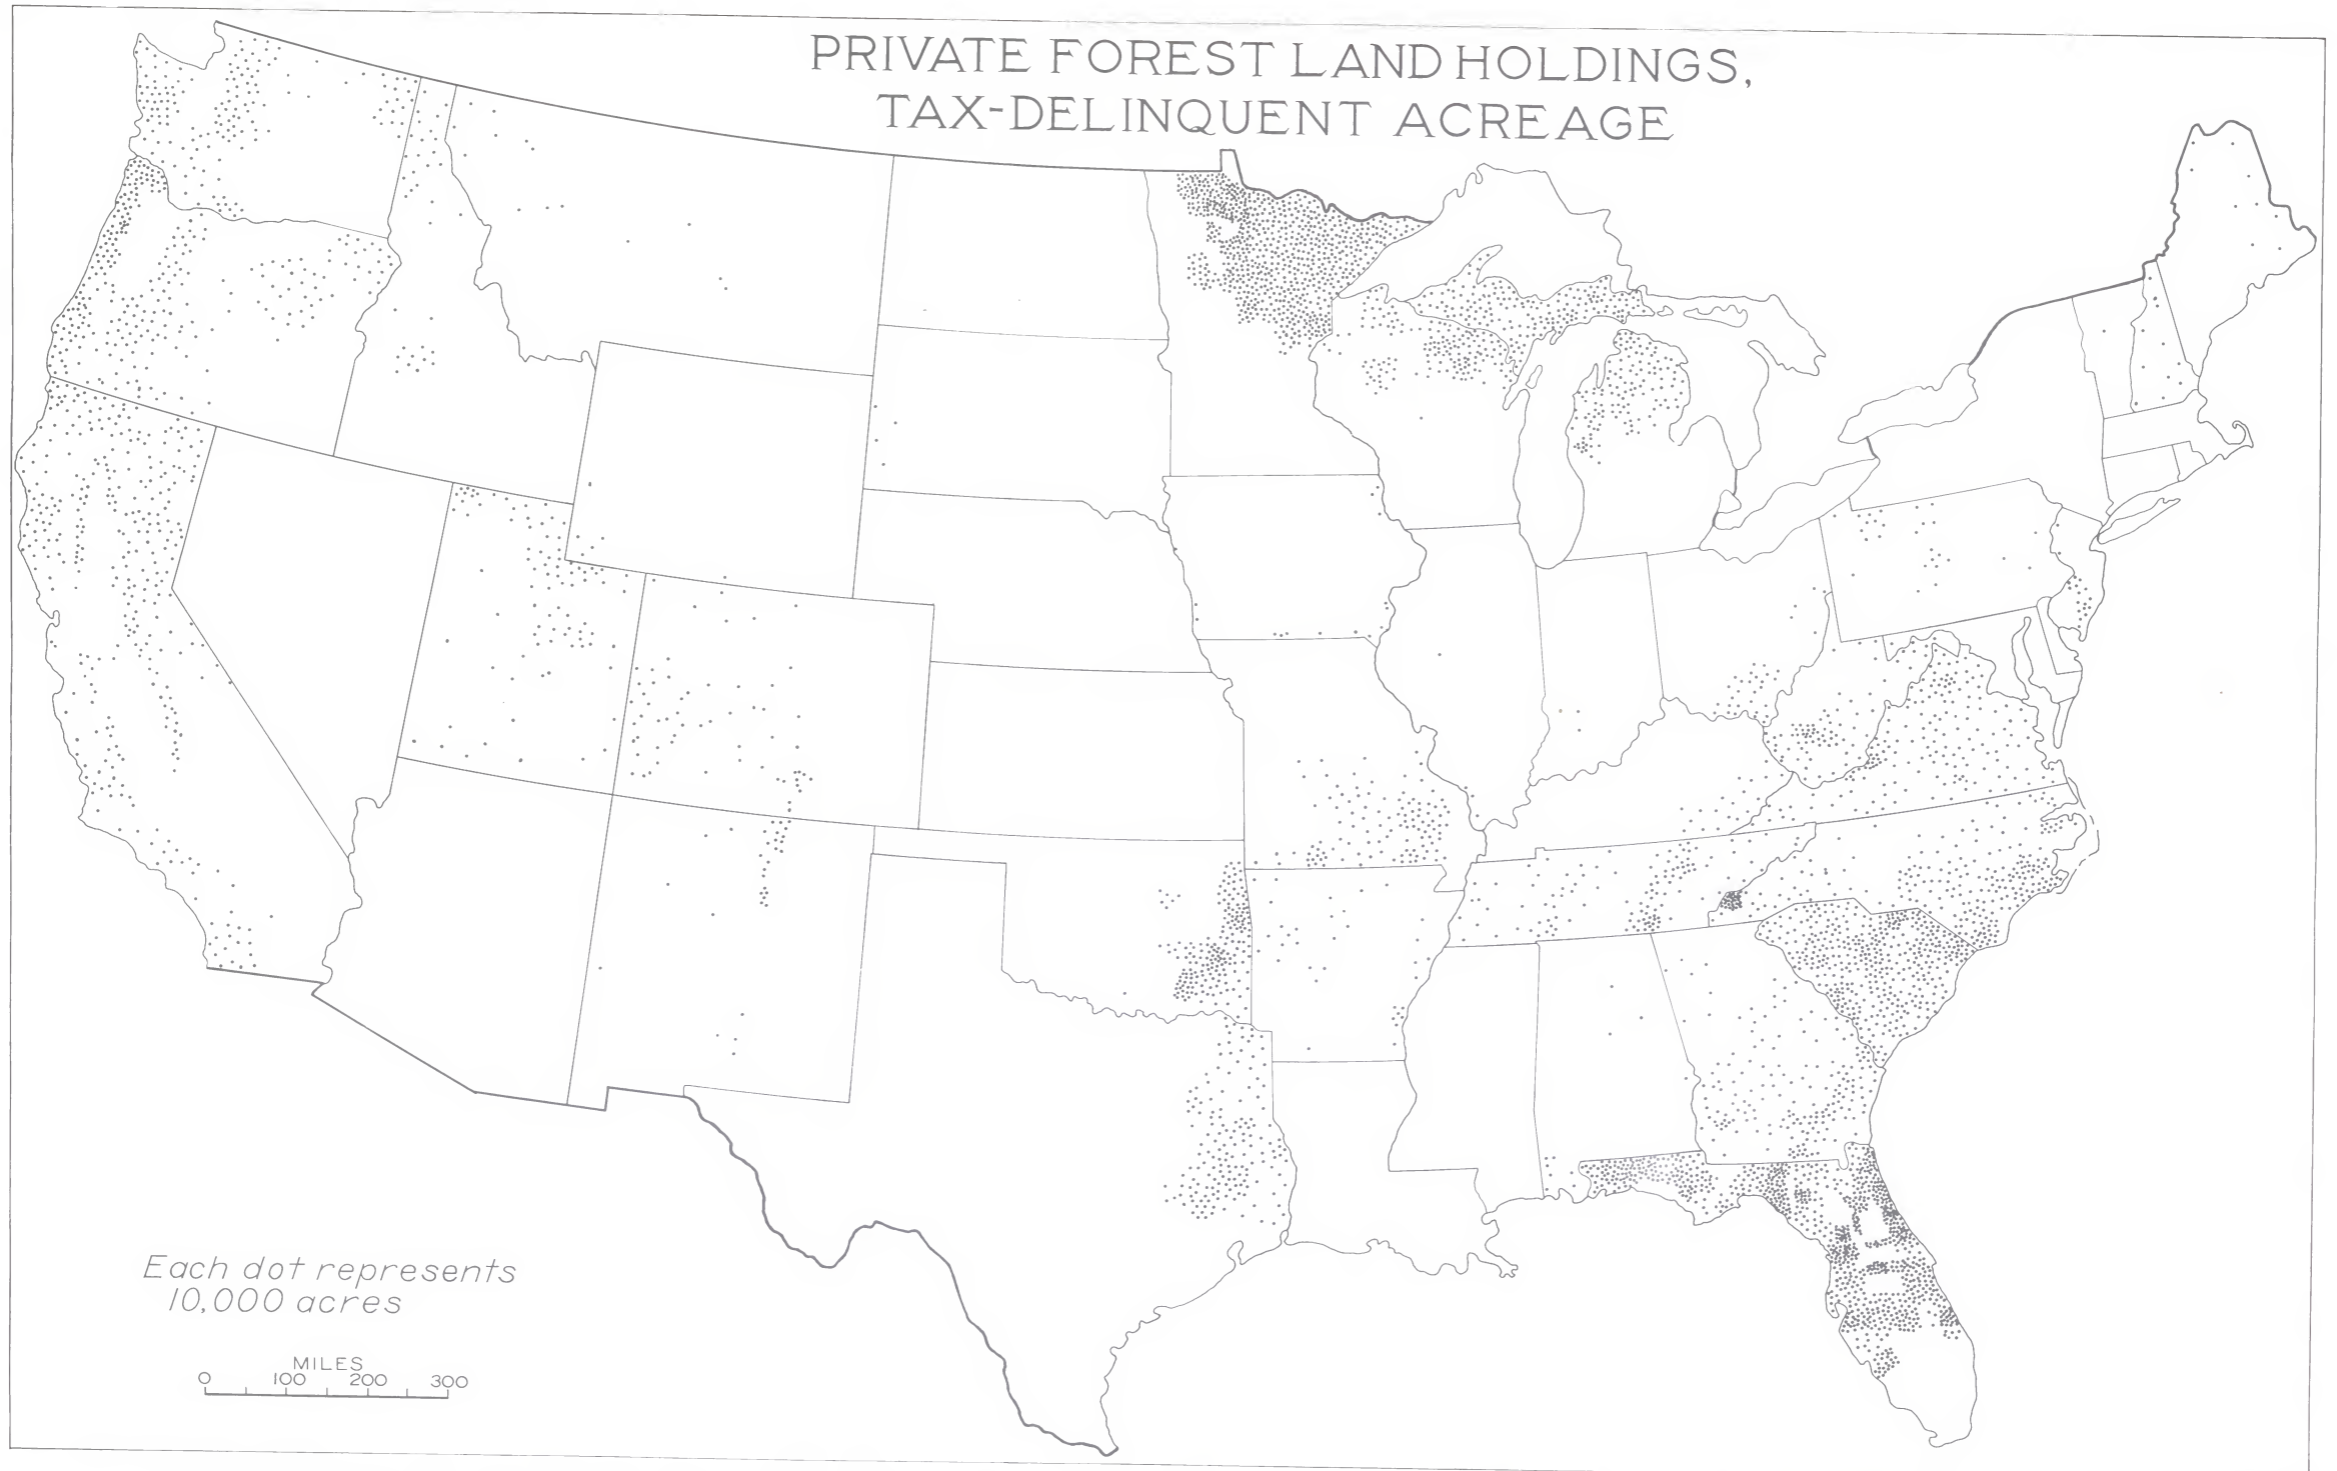 PRIVATE FOREST LAND HOLDINGS,
TAX-DELINQUENT ACREAGE
Each dot represents
10,000 acres
MILES
0 100 200 300